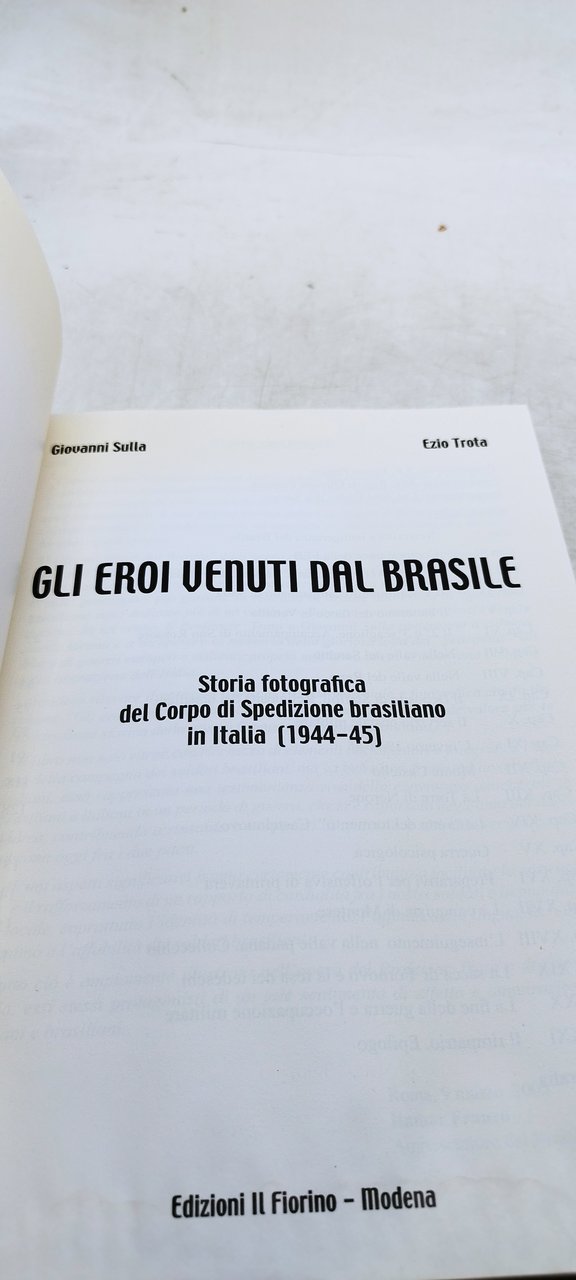 Giovanni Sulla
Ezio Trota
GLI EROI VENUTI DAL BRASILE
Storia fotografica
del Corpo di Spedizione brasiliano
in Italia (1944-45)
Edizioni Il Fiorino - Modena